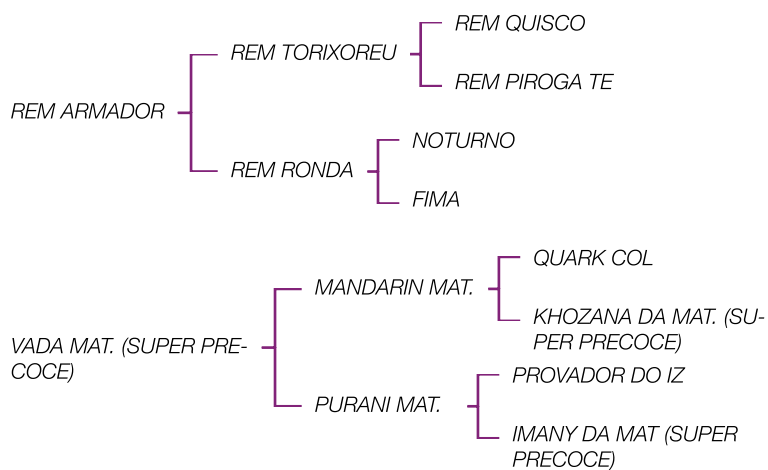 REM QUISCO
REM TORIXOREU
REM PIROGA TE
REM ARMADOR
NOTURNO
REM RONDA
FIMA
QUARK COL
MANDARIN MAT.
KHOZANA DA MAT. (SU-
PER PRECOCE)
VADA MAT. (SUPER PRE-
COCE)
PROVADOR DO IZ
PURANI MAT.
IMANY DA MAT (SUPER
PRECOCE)